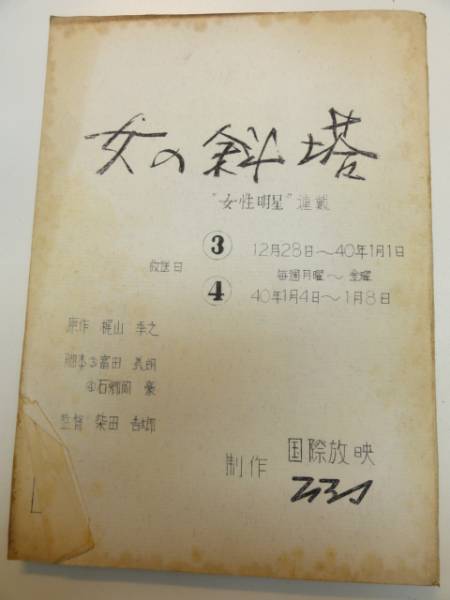 女の斜塔
"女性明星"連載
③ 12月28日〜40年1月1日
放送日 毎週月曜〜金曜
④ 40年1月4日〜1月8日
原作 梶山季之
脚本③富田義朗
④石郷岡豪
監督 柴田吉太郎
制作 国際放映
TBS